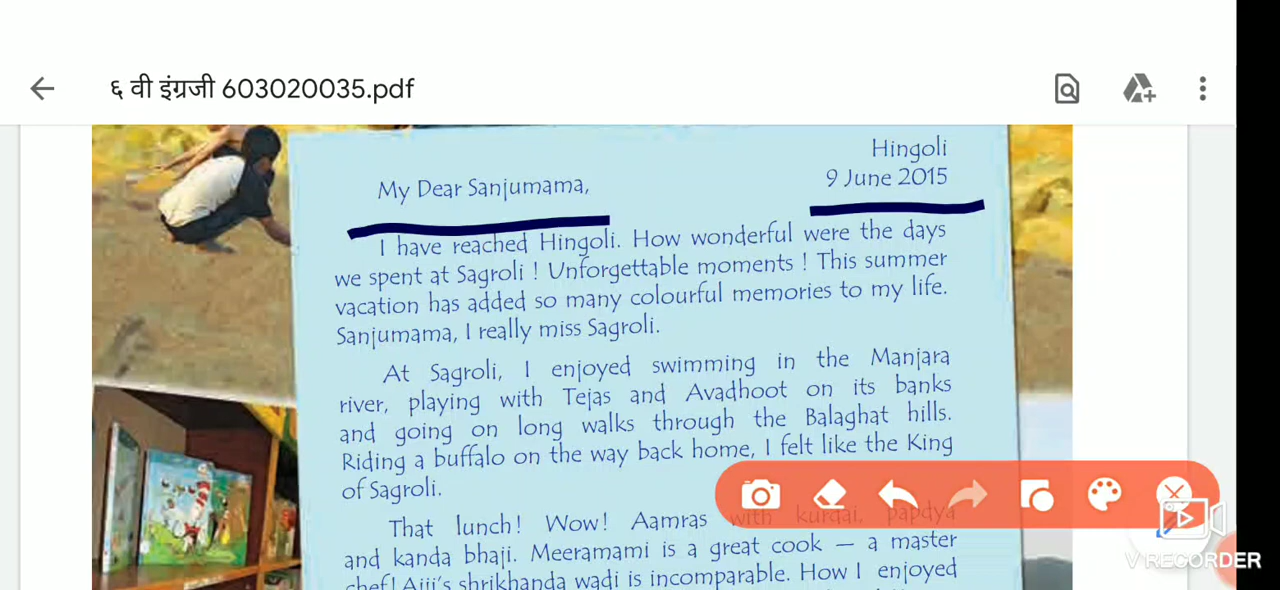 ६ वी इंग्रजी 603020035.pdf
Hingoli
9 June 2015
My Dear Sanjumama,
I have reached Hingoli. How wonderful were the days
we spent at Sagroli ! Unforgettable moments ! This summer
vacation has added so many colourful memories to my life.
Sanjumama, I really miss Sagroli.
At Sagroli, I enjoyed swimming in the Manjara
river, playing with Tejas and Avadhoot on its banks
and going on long walks through the Balaghat hills.
Riding a buffalo on the way back home, I felt like the King
of Sagroli.
That lunch! Wow! Aamras with kurdai, papdya
and kanda bhaji. Meeramami is a great cook — a master
chef! Ajji's shrikhanda wadi is incomparable. How I enjoyed
V RECORDER